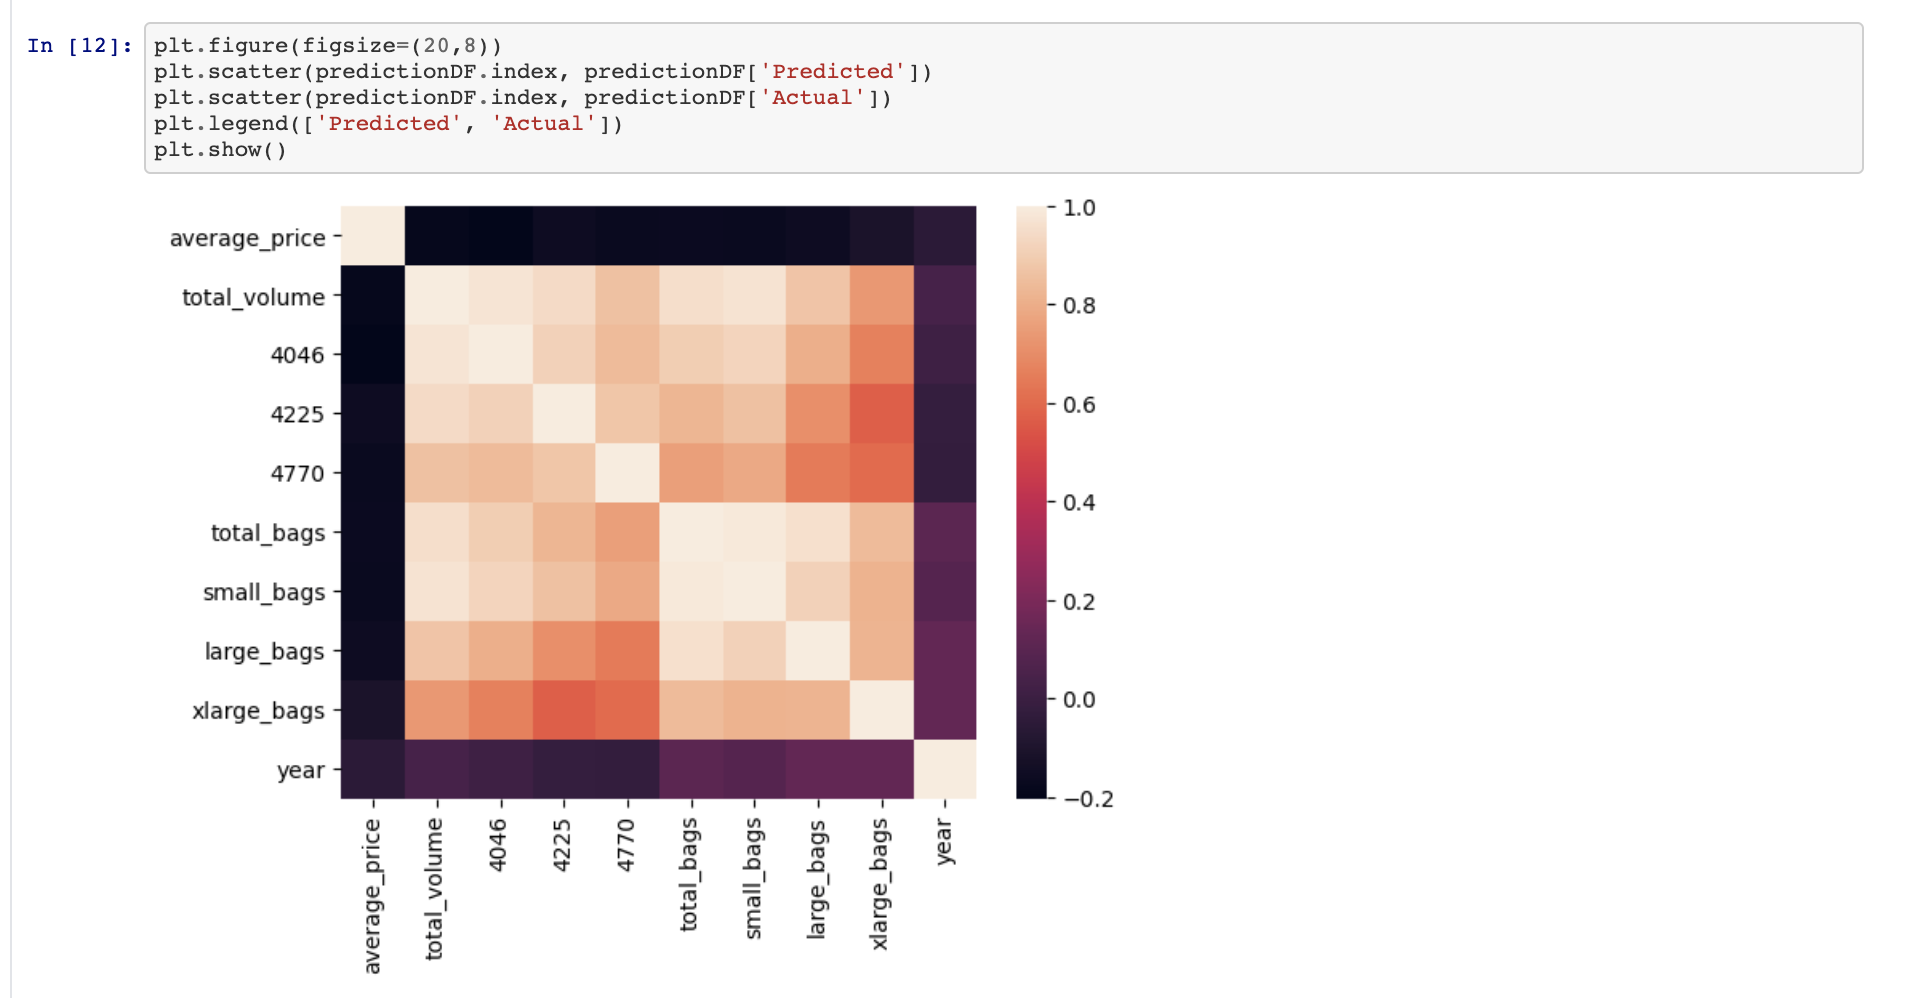 In [12]:
plt.figure(figsize=(20,8))
plt.scatter(predictionDF.index, predictionDF['Predicted'])
plt.scatter(predictionDF.index, predictionDF['Actual'])
plt.legend(['Predicted', 'Actual'])
plt.show()
average_price
total_volume
4046
4225
4770
total_bags
small_bags
large_bags
xlarge_bags
year
average_price
total_volume
4046
4225
4770
total_bags
small_bags
large_bags
xlarge_bags
year
1.0
0.8
0.6
0.4
0.2
0.0
−0.2